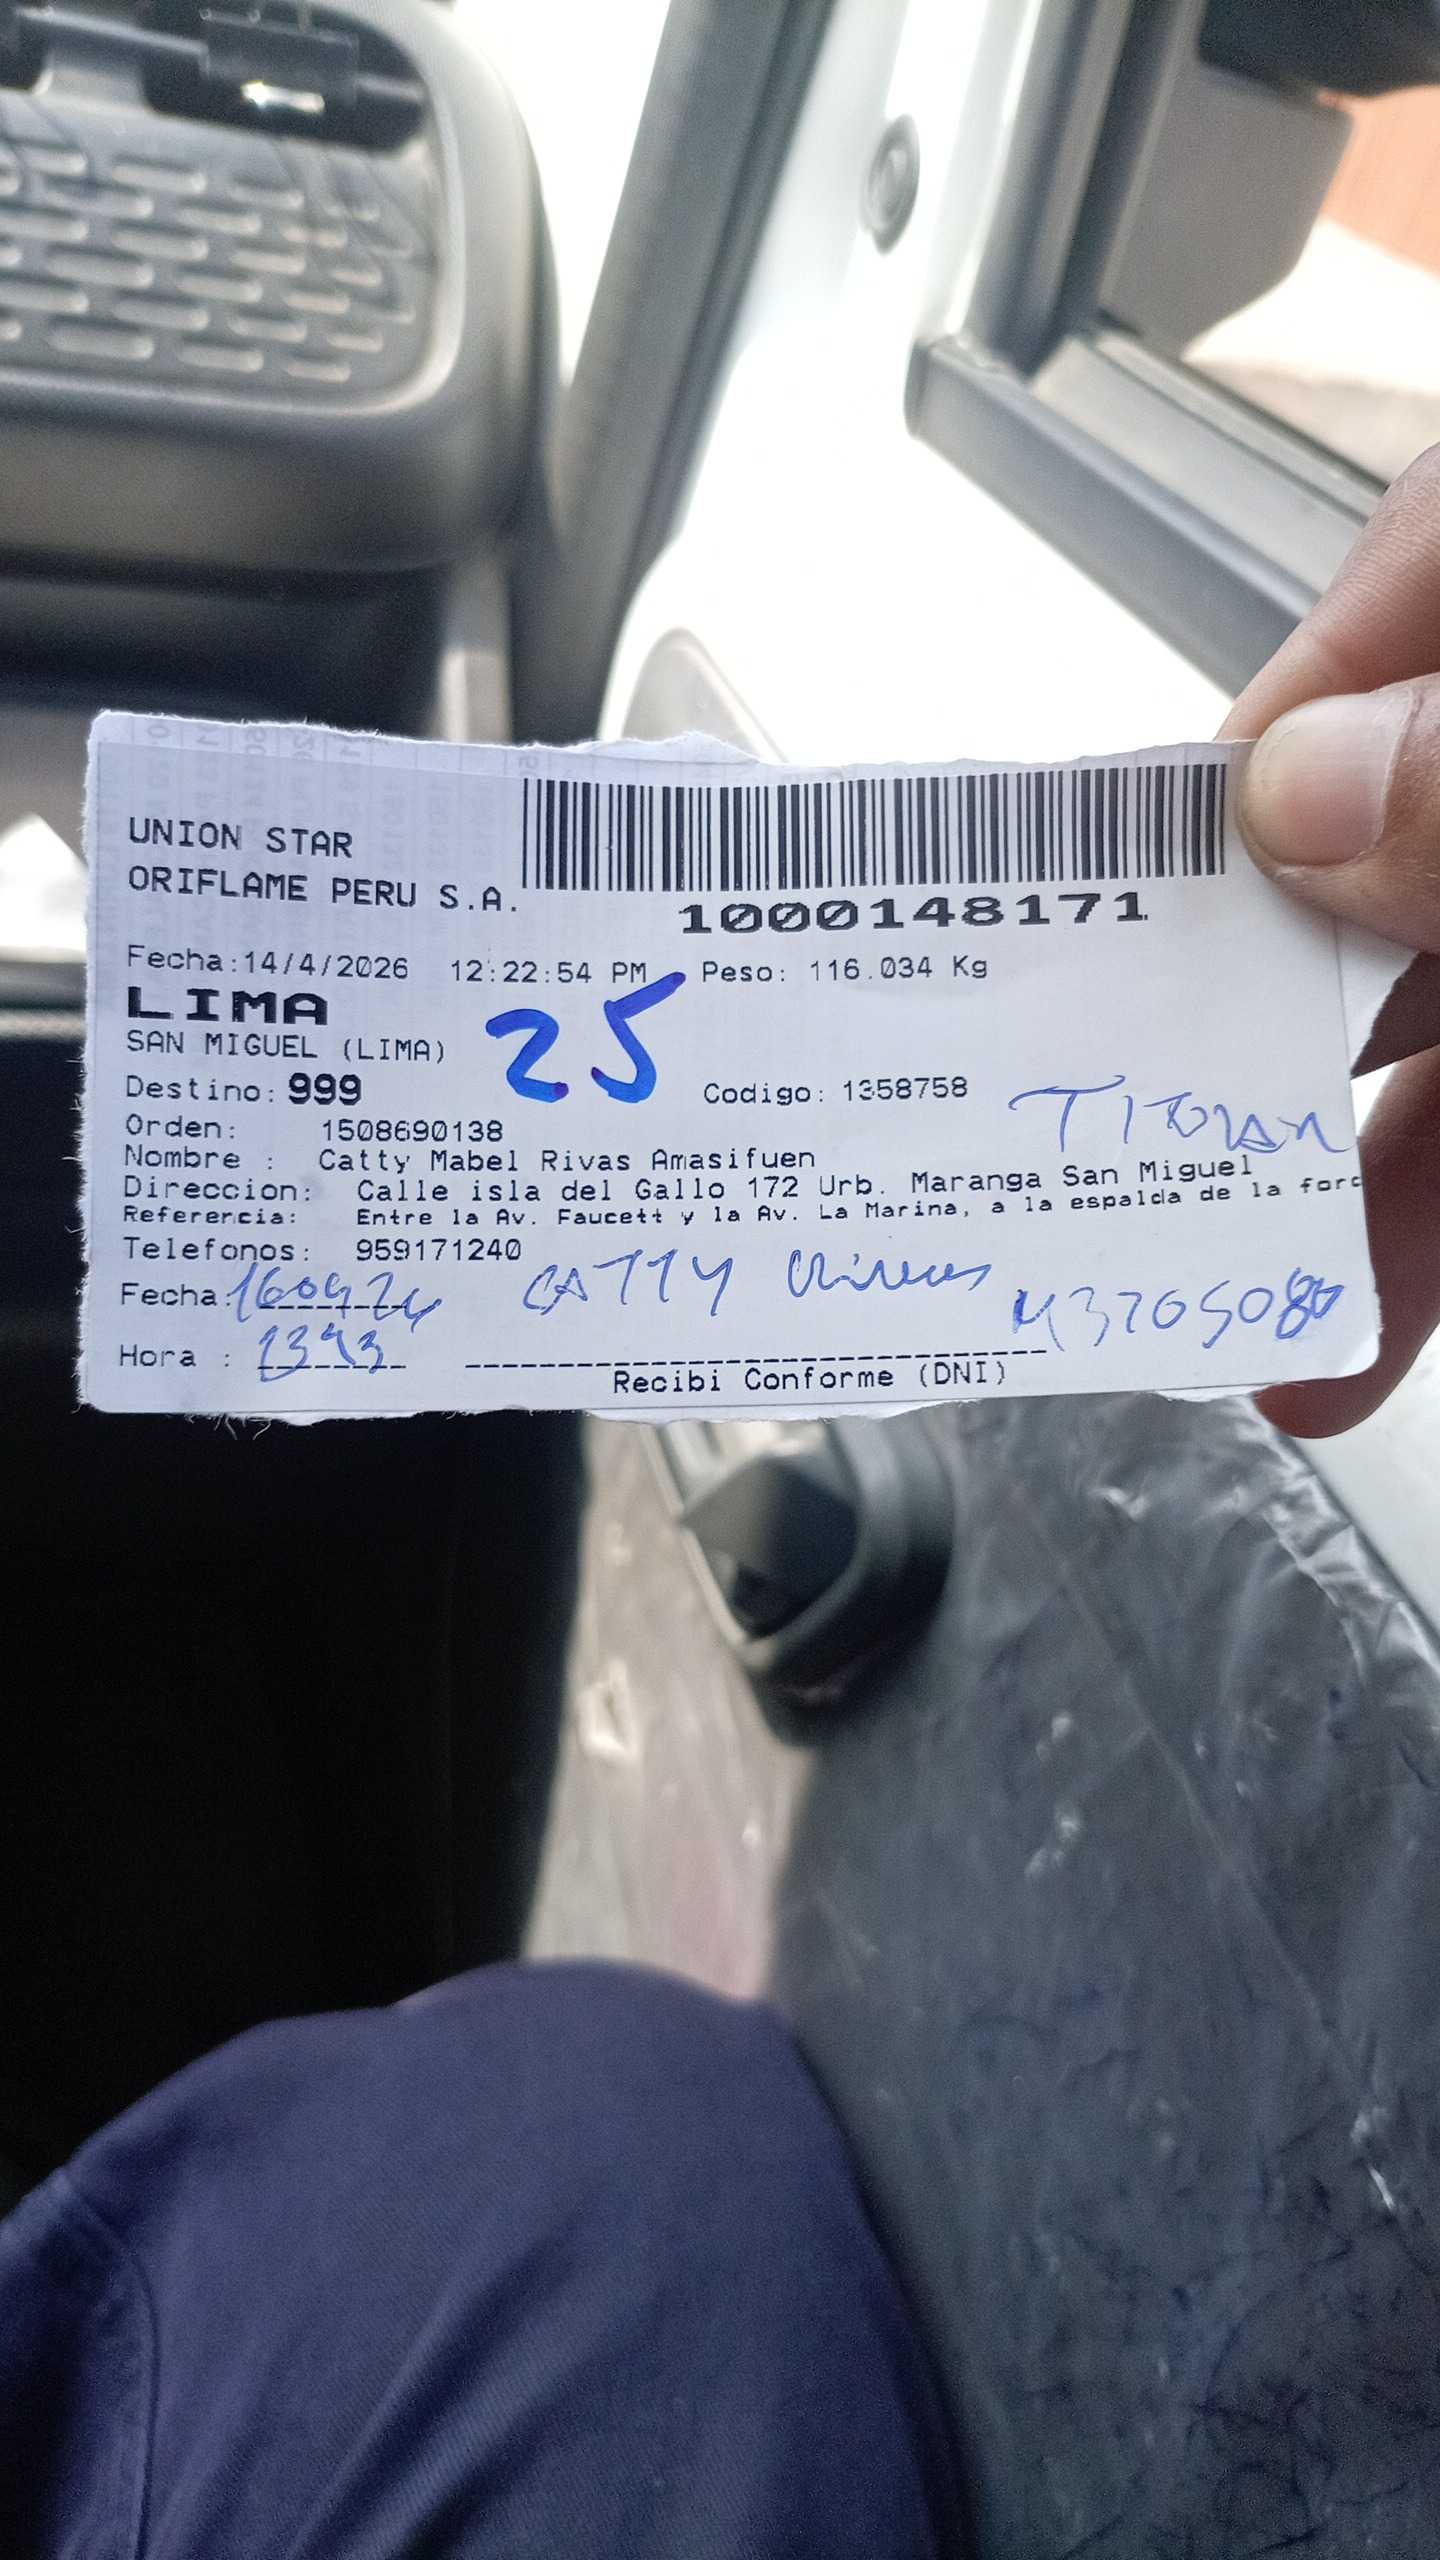 UNION STAR
ORIFLAME PERU S.A.
1000148171
Fecha:14/4/2026 12:22:54 PM Peso: 116.034 Kg
LIMA
SAN MIGUEL (LIMA)
25
Destino: 999 Codigo: 1358758
TITULAR
Orden: 1508690138
Nombre : Catty Mabel Rivas Amasifuen
Direccion: Calle isla del Gallo 172 Urb. Maranga San Miguel
Referencia: Entre la Av. Faucett y la Av. La Marina, a la espalda de la
Telefonos: 959171240
Fecha: 160426 CATTY
Hora : 1343
Recibi Conforme (DNI)